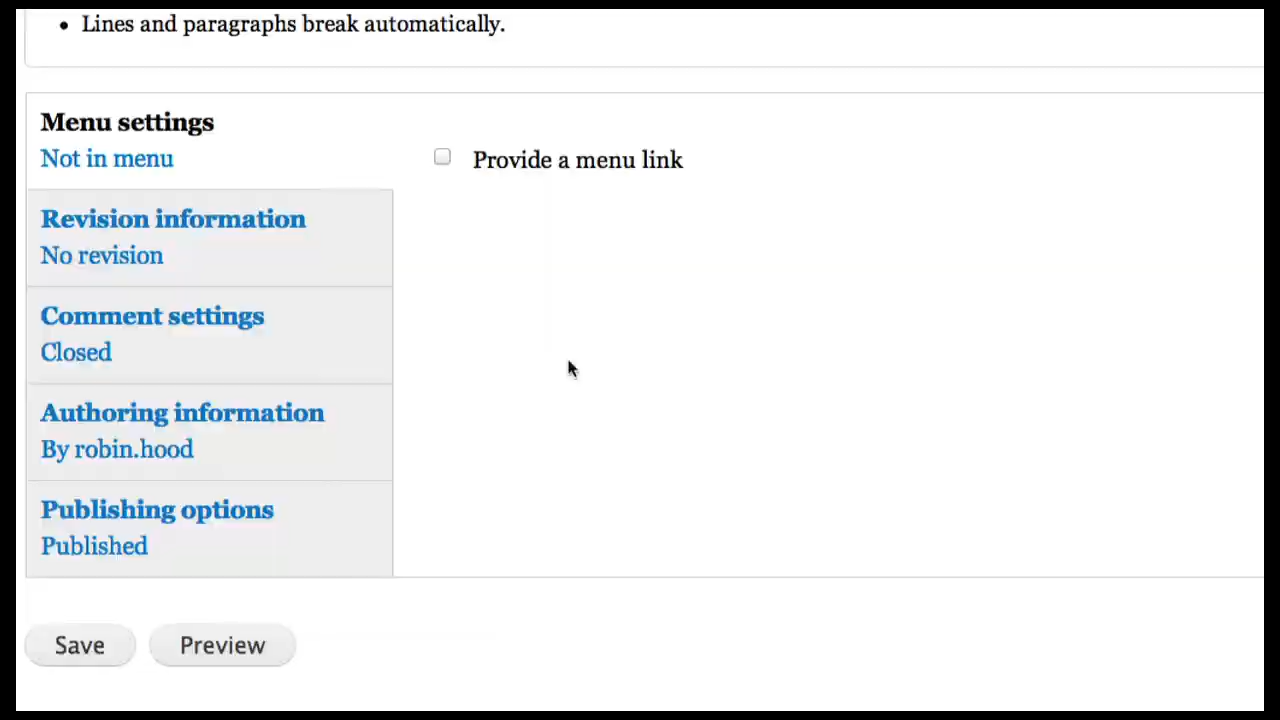 Lines and paragraphs break automatically.
Menu settings
Not in menu
Provide a menu link
Revision information
No revision
Comment settings
Closed
Authoring information
By robin.hood
Publishing options
Published
Save Preview